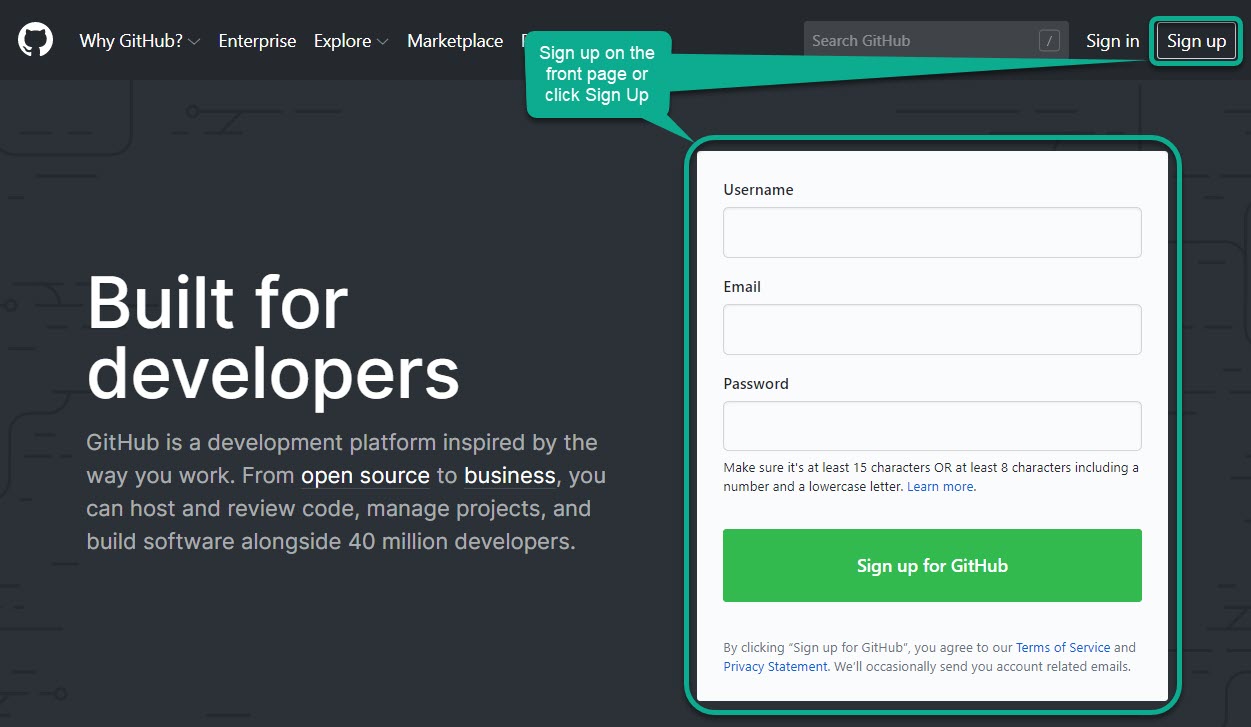 Why GitHub?
Enterprise
Explore
Marketplace
Search GitHub
/
Sign in
Sign up
Sign up on the
front page or
click Sign Up
Built for
developers
GitHub is a development platform inspired by the
way you work. From open source to business, you
can host and review code, manage projects, and
build software alongside 40 million developers.
Username
Email
Password
Make sure it's at least 15 characters OR at least 8 characters including a
number and a lowercase letter. Learn more.
Sign up for GitHub
By clicking “Sign up for GitHub”, you agree to our Terms of Service and
Privacy Statement. We'll occasionally send you account related emails.